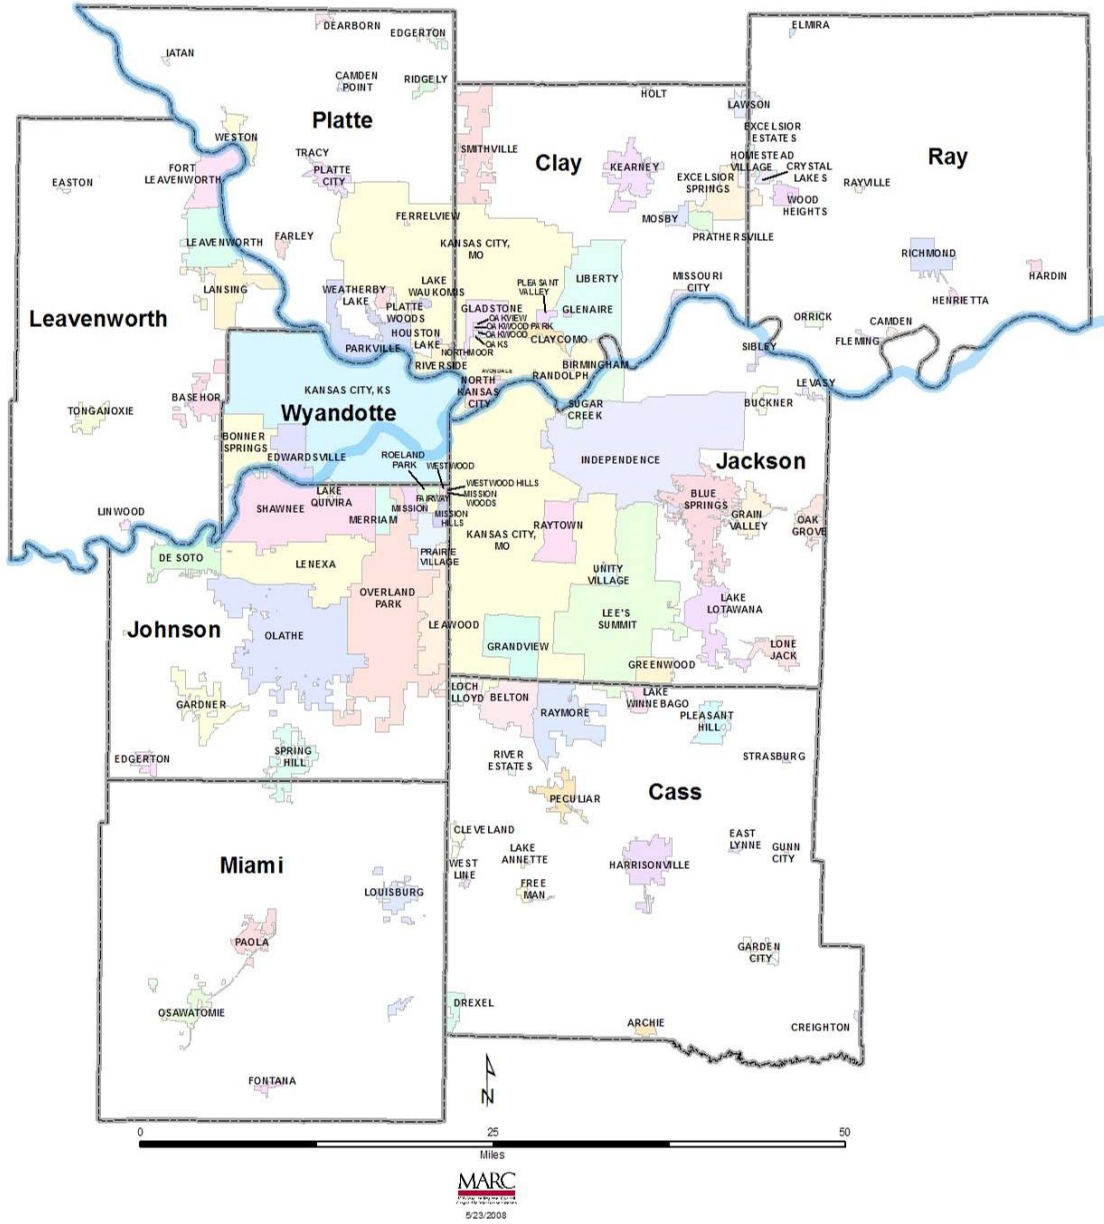 DEARBORN
EDGERTON
ELMIRA
IATAN
CAMDEN
POINT
RIDGELY
HOLT
LAWSON
Platte
WESTON
SMITHVILLE
EXCELSIOR
ESTATES
TRACY
PLATTE
CITY
Clay
KEARNEY
HOMESTEAD
VILLAGE
CRYSTAL
LAKES
Ray
FORT
LEAVENWORTH
EASTON
EXCELSIOR
SPRINGS
RAYVILLE
WOOD
HEIGHTS
FERRELVIEW
MOSBY
PRATHERSVILLE
LEAVENWORTH
FARLEY
KANSAS CITY,
MO
RICHMOND
LIBERTY
MISSOURI
CITY
HARDIN
LANSING
WEATHERBY
LAKE
LAKE
WAUKOMIS
PLEASANT
VALLEY
HENRIETTA
PLATTE
WOODS
GLADSTONE
GLENAIRE
Leavenworth
OAKVIEW
OAKWOOD PARK
OAKWOOD
OAKS
ORRICK
CAMDEN
HOUSTON
LAKE
CLAYCOMO
FLEMING
PARKVILLE
NORTHMOOR
SIBLEY
RIVERSIDE
AVONDALE
BIRMINGHAM
RANDOLPH
NORTH
KANSAS
CITY
LEVASY
KANSAS CITY, KS
BASEHOR
TONGANOXIE
Wyandotte
SUGAR
CREEK
BUCKNER
BONNER
SPRINGS
EDWARDSVILLE
ROELAND
PARK
WESTWOOD
INDEPENDENCE
Jackson
WESTWOOD HILLS
MISSION
WOODS
LAKE
QUIVIRA
FAIRWAY
MISSION
MISSION
HILLS
SHAWNEE
MERRIAM
BLUE
SPRINGS
GRAIN
VALLEY
OAK
GROVE
LINWOOD
RAYTOWN
KANSAS CITY,
MO
DE SOTO
LENEXA
PRAIRIE
VILLAGE
UNITY
VILLAGE
OVERLAND
PARK
LAKE
LOTAWANA
LEE'S
SUMMIT
Johnson
OLATHE
LEAWOOD
GRANDVIEW
LONE
JACK
GREENWOOD
LOCH
LLOYD
BELTON
LAKE
WINNEBAGO
GARDNER
RAYMORE
PLEASANT
HILL
EDGERTON
SPRING
HILL
RIVER
ESTATES
STRASBURG
PECULIAR
Cass
CLEVELAND
EAST
LYNNE
GUNN
CITY
LAKE
ANNETTE
Miami
WEST
LINE
HARRISONVILLE
LOUISBURG
FREE
MAN
PAOLA
GARDEN
CITY
OSAWATOMIE
DREXEL
ARCHIE
CREIGHTON
FONTANA
N
0 25 50
Miles
MARC
5/23/2008